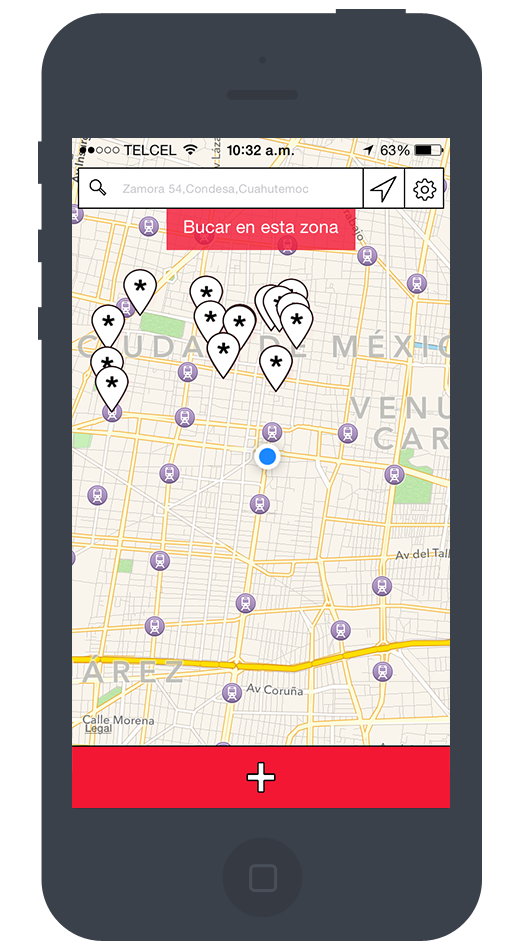 TELCEL 10:32 a.m. 63%
Zamora 54,Condesa,Cuahutemoc
Bucar en esta zona
CIUDAD DE MÉXIC
VENU
CAR
Av del Tall
ÁREZ
Av Coruña
Calle Morena
Legal